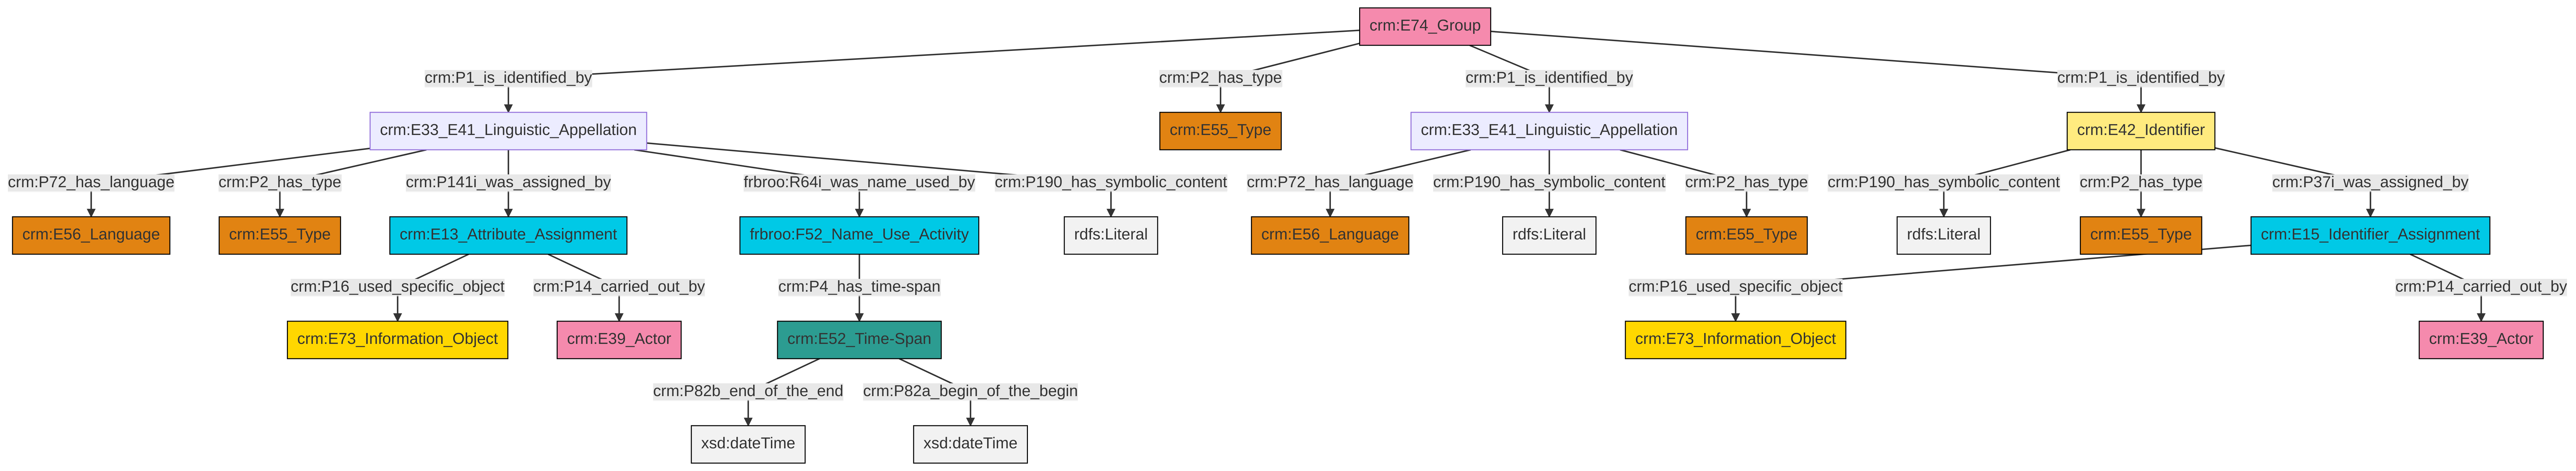 crm:E74_Group
crm:P1_is_identified_by
crm:P2_has_type
crm:P1_is_identified_by
crm:P1_is_identified_by
crm:E33_E41_Linguistic_Appellation
crm:E55_Type
crm:E33_E41_Linguistic_Appellation
crm:E42_Identifier
crm:P72_has_language
crm:P2_has_type
crm:P141i_was_assigned_by
frbroo:R64i_was_name_used_by
crm:P190_has_symbolic_content
crm:P72_has_language
crm:P190_has_symbolic_content
crm:P2_has_type
crm:P190_has_symbolic_content
crm:P2_has_type
crm:P37i_was_assigned_by
crm:E56_Language
crm:E55_Type
crm:E13_Attribute_Assignment
frbroo:F52_Name_Use_Activity
rdfs:Literal
crm:E56_Language
rdfs:Literal
crm:E55_Type
rdfs:Literal
crm:E55_Type
crm:E15_Identifier_Assignment
crm:P16_used_specific_object
crm:P14_carried_out_by
crm:P4_has_time-span
crm:P16_used_specific_object
crm:P14_carried_out_by
crm:E73_Information_Object
crm:E39_Actor
crm:E52_Time-Span
crm:E73_Information_Object
crm:E39_Actor
crm:P82b_end_of_the_end
crm:P82a_begin_of_the_begin
xsd:dateTime
xsd:dateTime